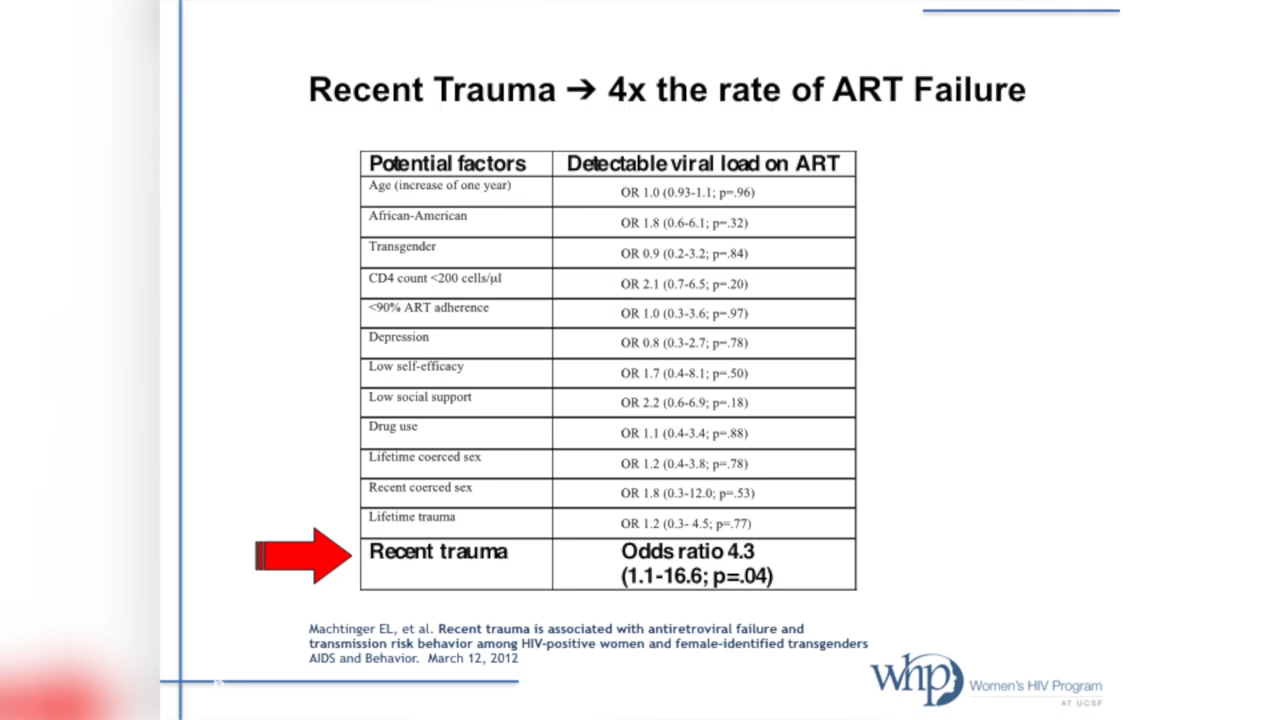 Recent Trauma → 4x the rate of ART Failure
Potential factors Detectable viral load on ART
Age (increase of one year) OR 1.0 (0.93-1.1; p=.96)
African-American OR 1.8 (0.6-6.1; p=.32)
Transgender OR 0.9 (0.2-3.2; p=.84)
CD4 count <200 cells/µl OR 2.1 (0.7-6.5; p=.20)
<90% ART adherence OR 1.0 (0.3-3.6; p=.97)
Depression OR 0.8 (0.3-2.7; p=.78)
Low self-efficacy OR 1.7 (0.4-8.1; p=.50)
Low social support OR 2.2 (0.6-6.9; p=.18)
Drug use OR 1.1 (0.4-3.4; p=.88)
Lifetime coerced sex OR 1.2 (0.4-3.8; p=.78)
Recent coerced sex OR 1.8 (0.3-12.0; p=.53)
Lifetime trauma OR 1.2 (0.3- 4.5; p=.77)
Recent trauma Odds ratio 4.3
(1.1-16.6; p=.04)
Machtinger EL, et al. Recent trauma is associated with antiretroviral failure and
transmission risk behavior among HIV-positive women and female-identified transgenders
AIDS and Behavior. March 12, 2012
whp Women's HIV Program
AT UCSF